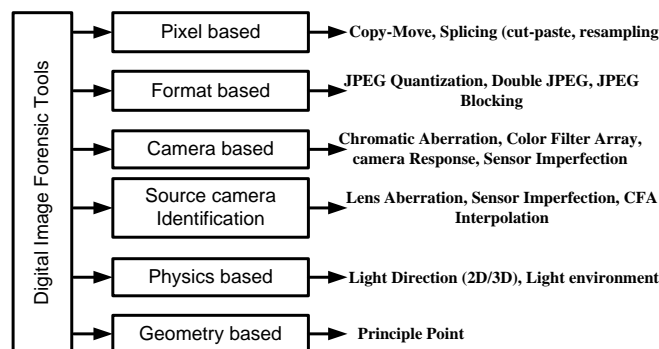 Digital Image Forensic Tools
Pixel based
Copy-Move, Splicing (cut-paste, resampling
Format based
JPEG Quantization, Double JPEG, JPEG
Blocking
Camera based
Chromatic Aberration, Color Filter Array,
camera Response, Sensor Imperfection
Source camera
Identification
Lens Aberration, Sensor Imperfection, CFA
Interpolation
Physics based
Light Direction (2D/3D), Light environment
Geometry based
Principle Point